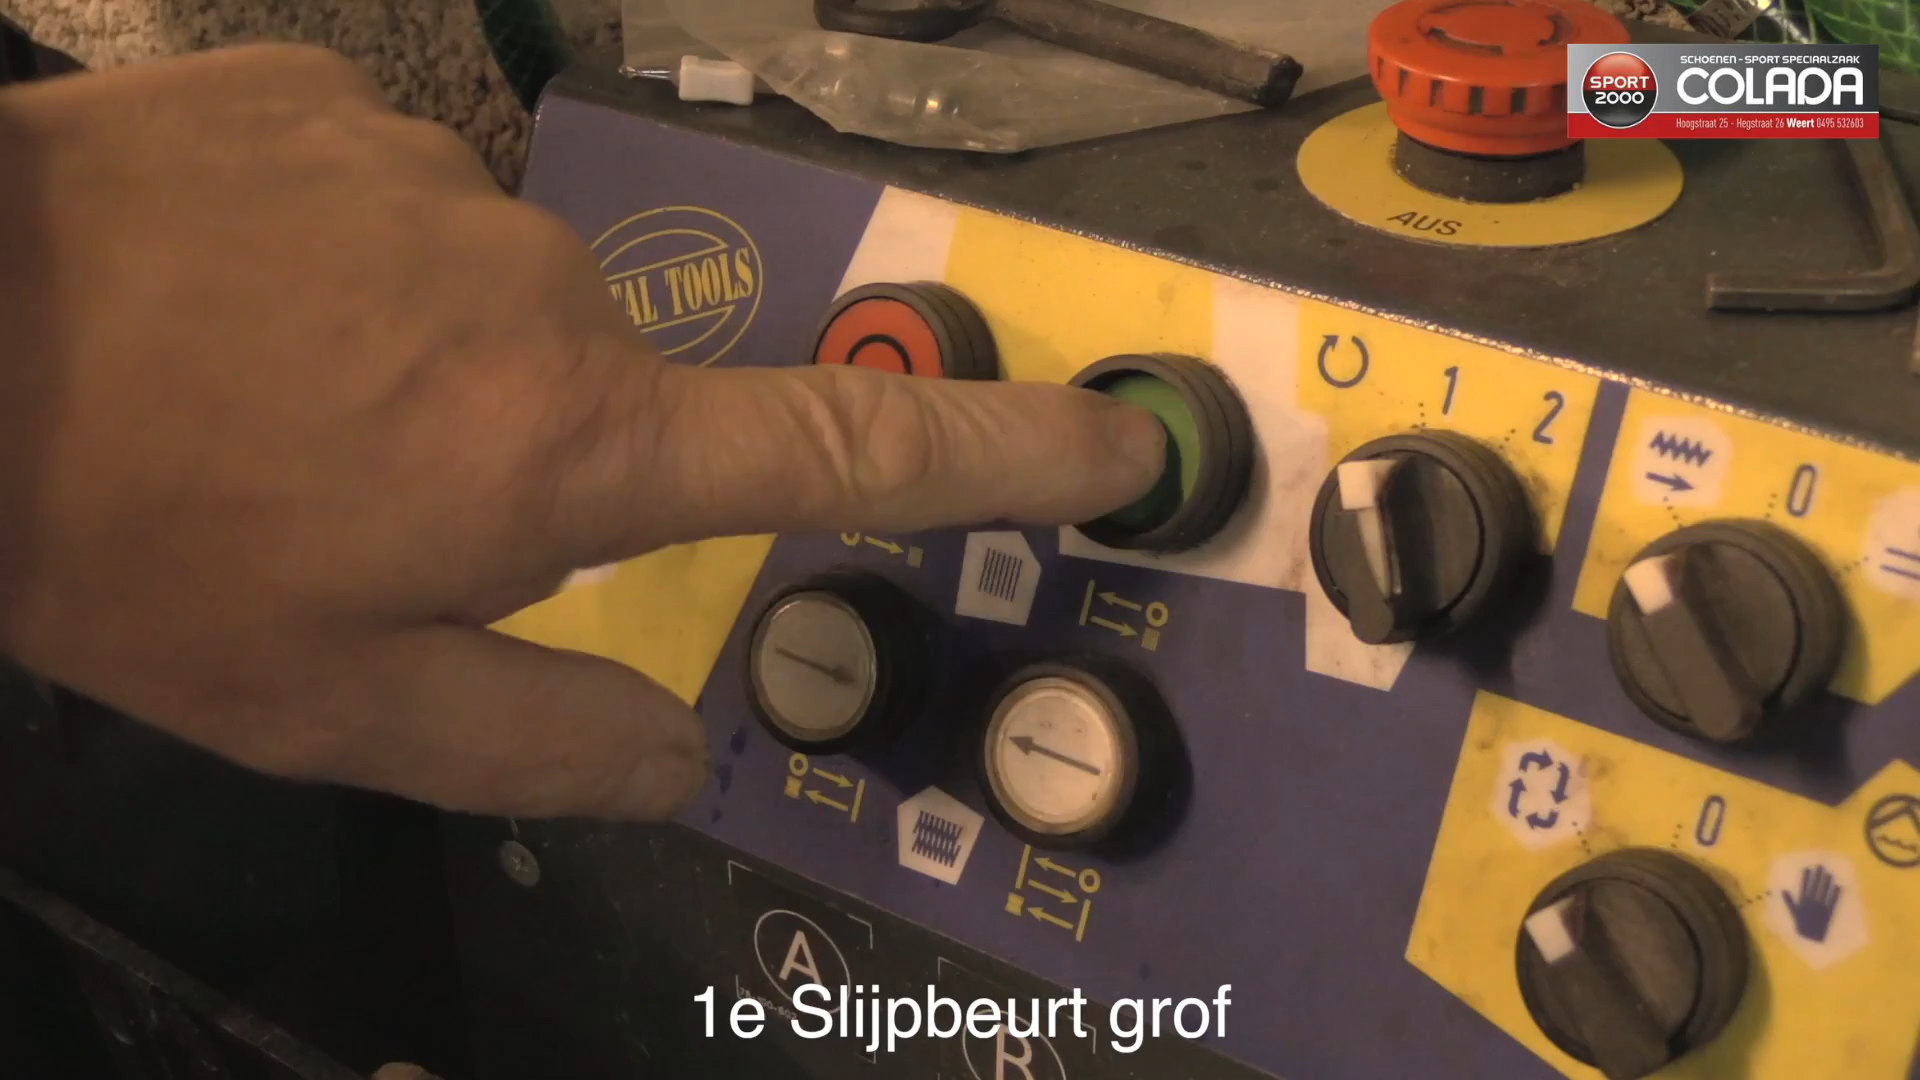 SCHOENEN - SPORT SPECIAALZAAK
SPORT 2000
COLADA
Hoogstraat 25 - Hegstraat 26 Weert 0495 532603
AUS
TAL TOOLS
1 2
0
0
A
B
1e Slijpbeurt grof